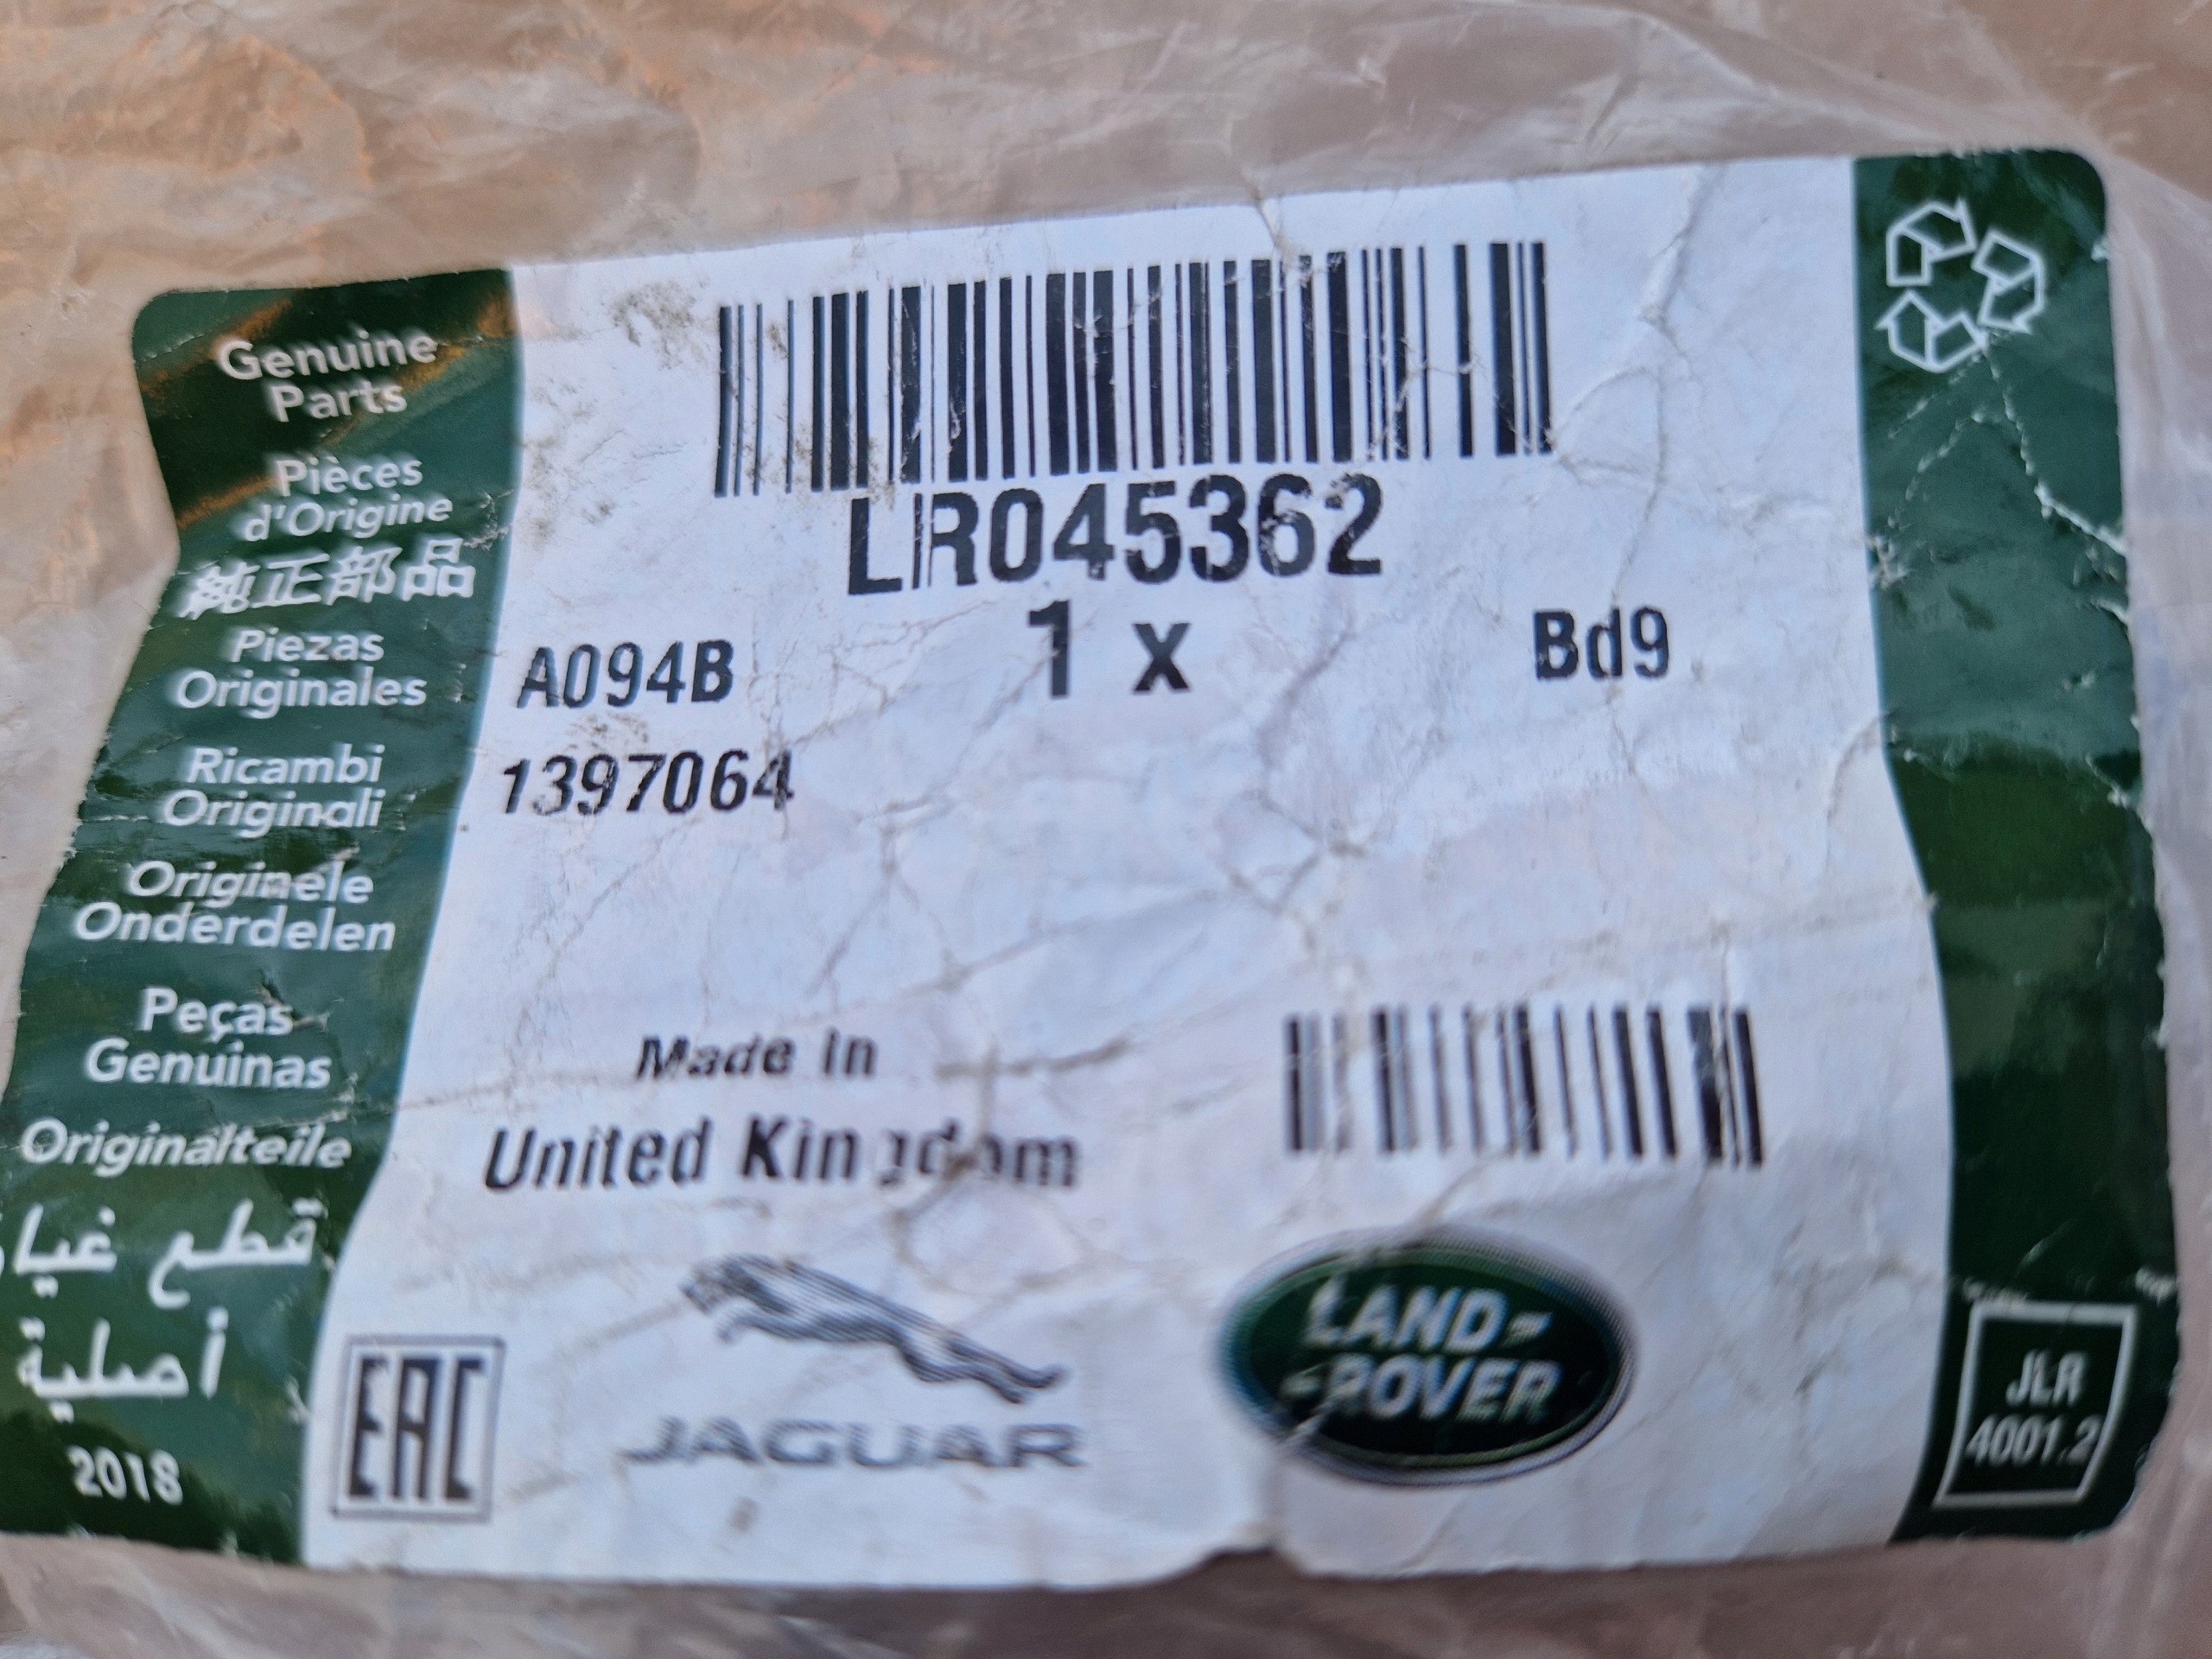 Genuine
Parts
Pièces
d'Origine
純正部品
Piezas
Originales
Ricambi
Originali
Originele
Onderdelen
Peças
Genuinas
Originalteile
قطع غيار
أصلية
2018
LR045362
1 x
A094B
Bd9
1397064
Made in
United Kingdom
EAC
JAGUAR
LAND-
-ROVER
JLR
4001.2